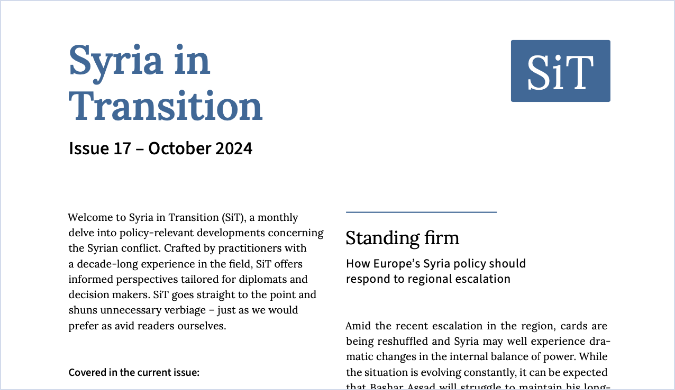 Syria in
Transition
SiT
Issue 17 – October 2024
Welcome to Syria in Transition (SiT), a monthly
delve into policy-relevant developments concerning
the Syrian conflict. Crafted by practitioners with
a decade-long experience in the field, SiT offers
informed perspectives tailored for diplomats and
decision makers. SiT goes straight to the point and
shuns unnecessary verbiage – just as we would
prefer as avid readers ourselves.
Covered in the current issue:
Standing firm
How Europe's Syria policy should
respond to regional escalation
Amid the recent escalation in the region, cards are
being reshuffled and Syria may well experience dra-
matic changes in the internal balance of power. While
the situation is evolving constantly, it can be expected
that Bashar Assad will struggle to maintain his long-